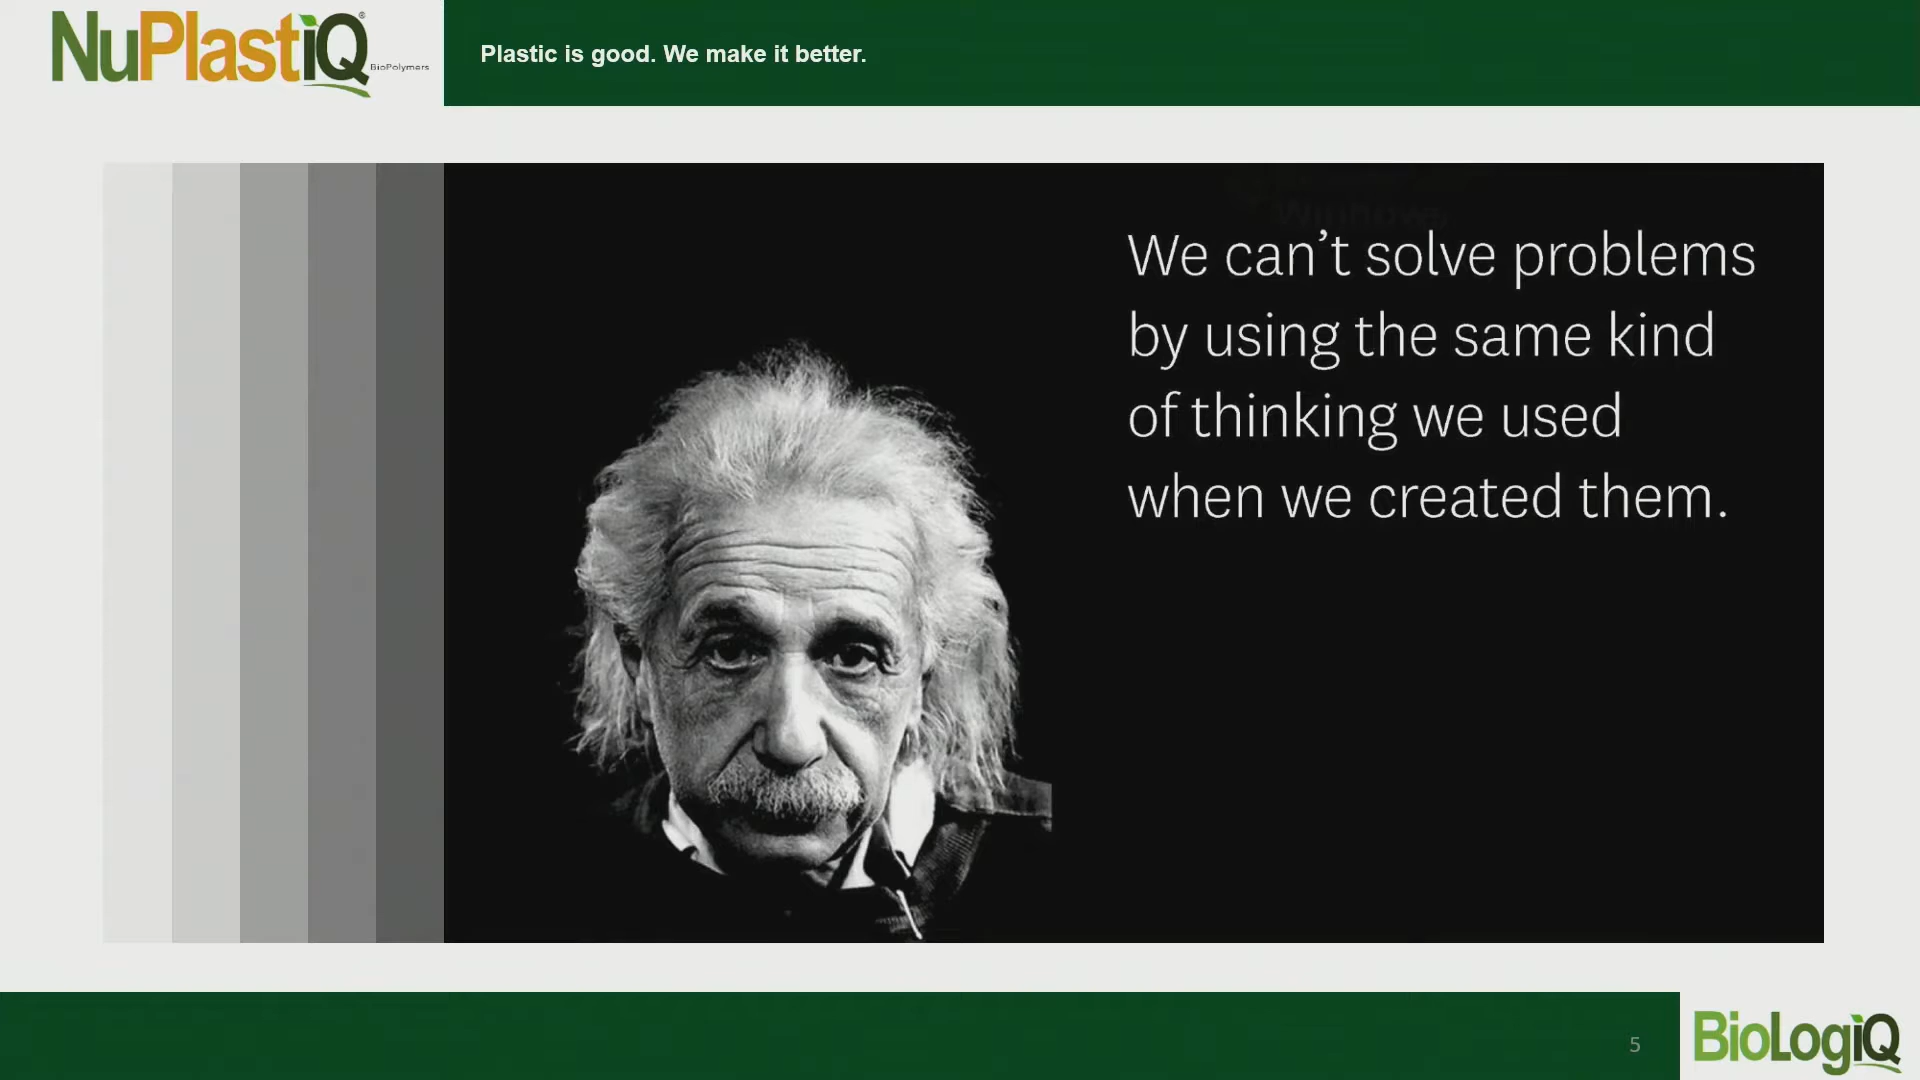 NuPlastiQ®
BioPolymers
Plastic is good. We make it better.
We can’t solve problems
by using the same kind
of thinking we used
when we created them.
5
BioLogiQ